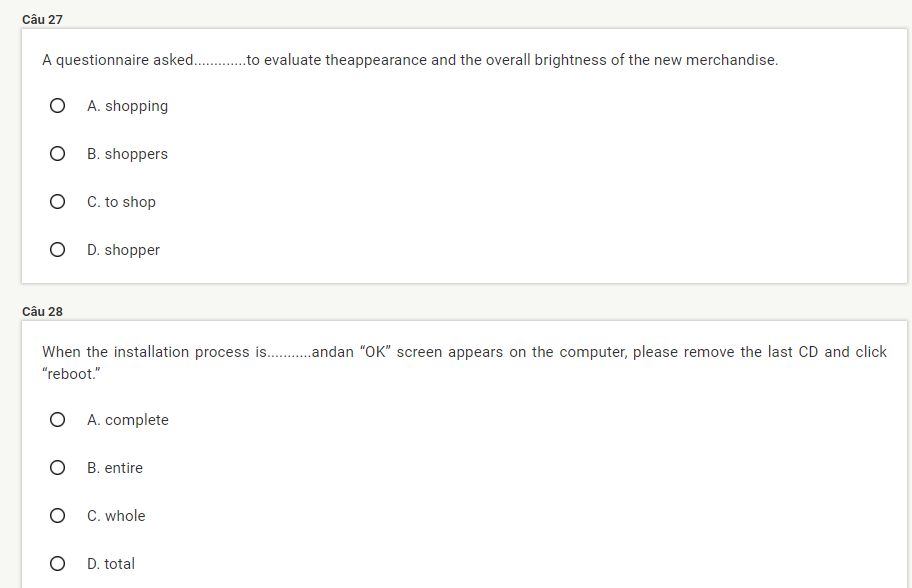 Câu 27
A questionnaire asked.............to evaluate theappearance and the overall brightness of the new merchandise.
A. shopping
B. shoppers
C. to shop
D. shopper
Câu 28
When the installation process is...........andan “OK” screen appears on the computer, please remove the last CD and click
“reboot.”
A. complete
B. entire
C. whole
D. total